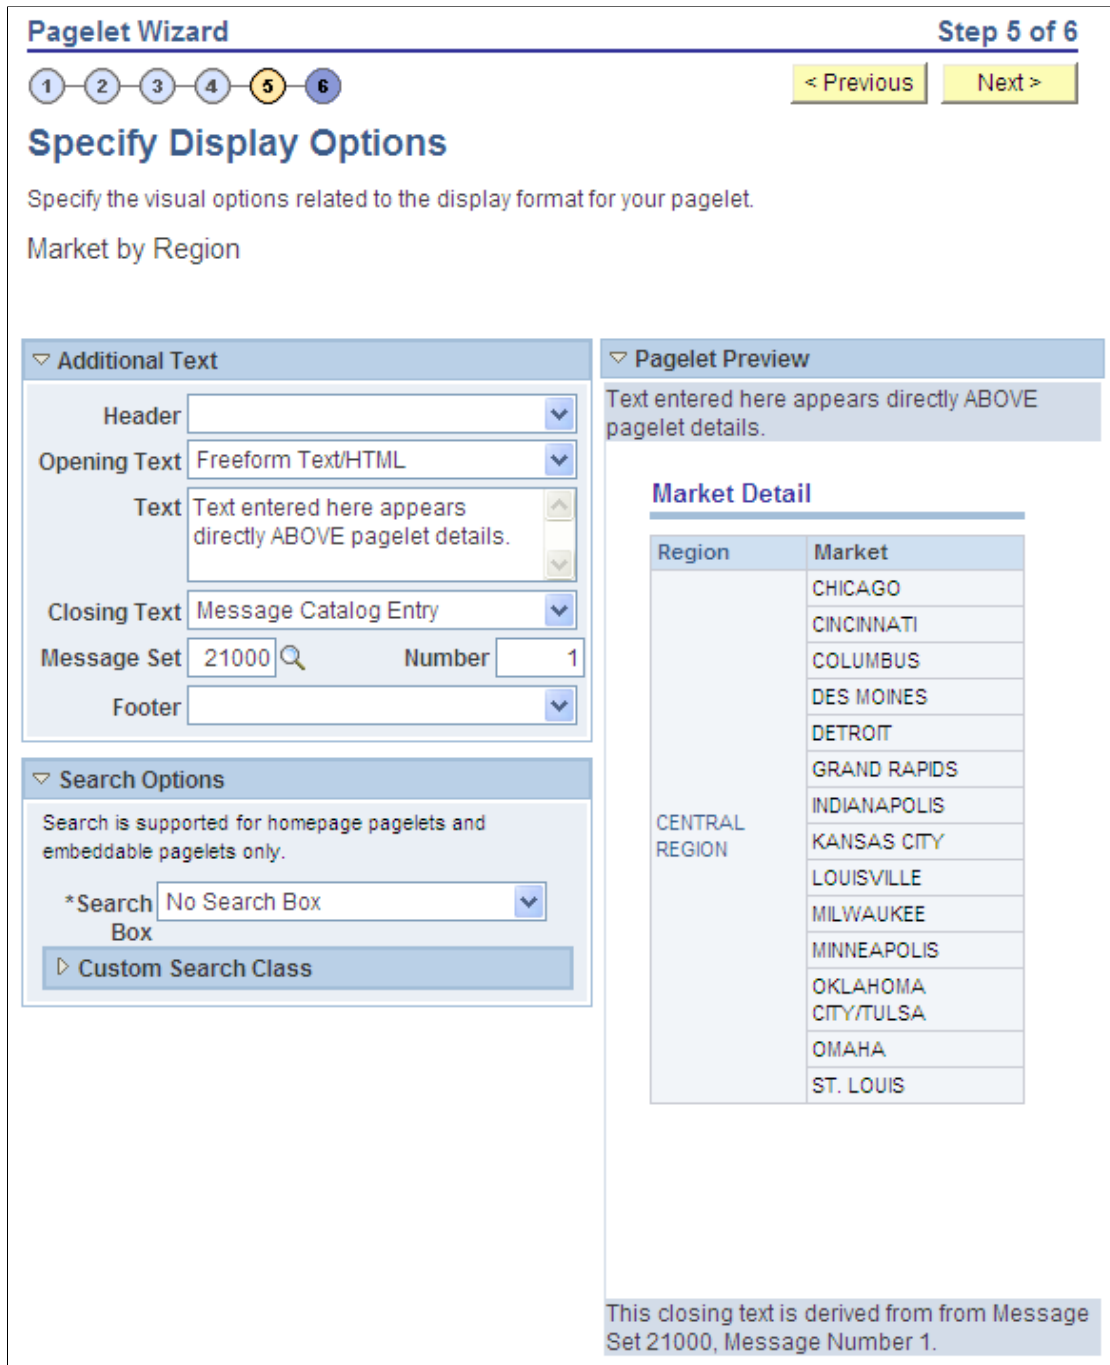 Pagelet Wizard
Step 5 of 6
1 2 3 4 5 6
< Previous
Next >
Specify Display Options
Specify the visual options related to the display format for your pagelet.
Market by Region
Additional Text
Header
Opening Text Freeform Text/HTML
Text Text entered here appears
directly ABOVE pagelet details.
Closing Text Message Catalog Entry
Message Set 21000 Number 1
Footer
Search Options
Search is supported for homepage pagelets and
embeddable pagelets only.
*Search No Search Box
Box
Custom Search Class
Pagelet Preview
Text entered here appears directly ABOVE
pagelet details.
Market Detail
Region Market
CENTRAL
REGION
CHICAGO
CINCINNATI
COLUMBUS
DES MOINES
DETROIT
GRAND RAPIDS
INDIANAPOLIS
KANSAS CITY
LOUISVILLE
MILWAUKEE
MINNEAPOLIS
OKLAHOMA
CITY/TULSA
OMAHA
ST. LOUIS
This closing text is derived from from Message
Set 21000, Message Number 1.